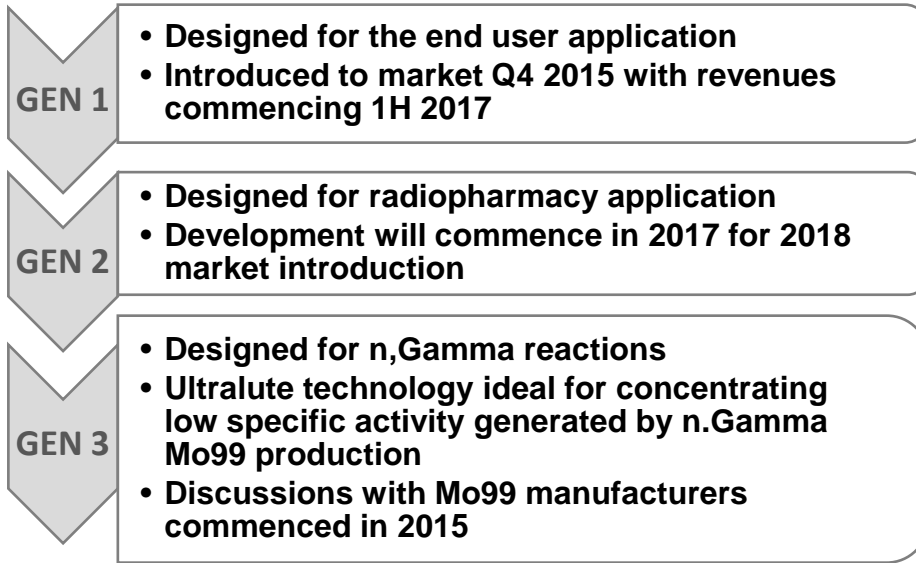 GEN 1
• Designed for the end user application
• Introduced to market Q4 2015 with revenues
commencing 1H 2017
GEN 2
• Designed for radiopharmacy application
• Development will commence in 2017 for 2018
market introduction
GEN 3
• Designed for n,Gamma reactions
• Ultralute technology ideal for concentrating
low specific activity generated by n.Gamma
Mo99 production
• Discussions with Mo99 manufacturers
commenced in 2015